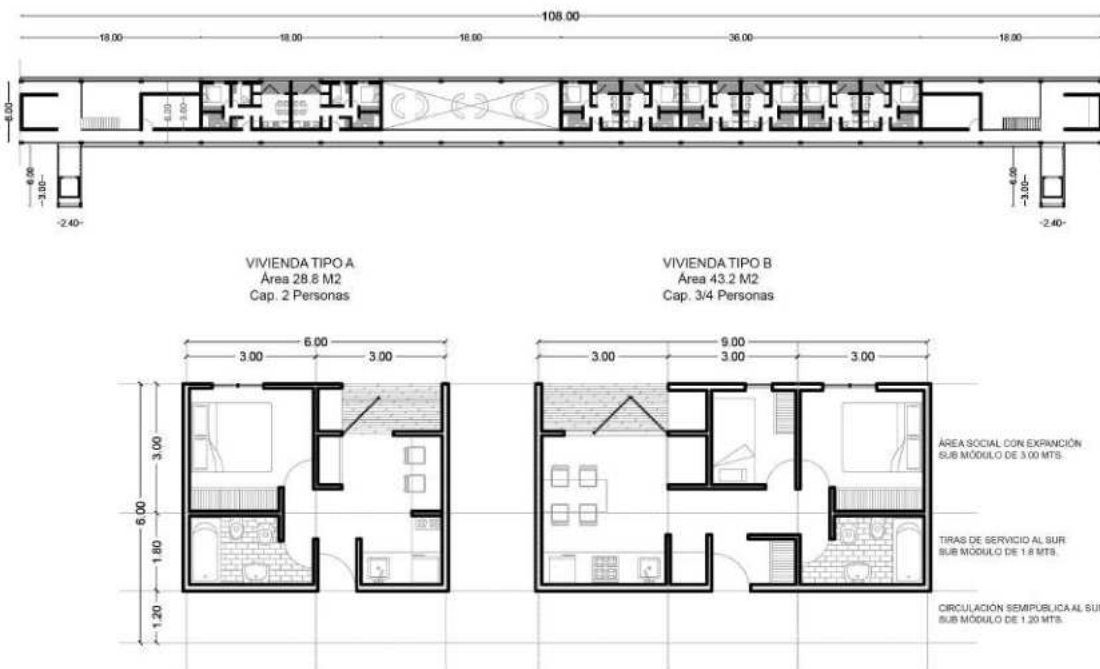 108.00
18.00 18.00 18.00 36.00 18.00
6.00
6.00
3.00
2.40
6.00
3.00
2.40
VIVIENDA TIPO A
Área 28.8 M2
Cap. 2 Personas
VIVIENDA TIPO B
Área 43.2 M2
Cap. 3/4 Personas
6.00
3.00 3.00
9.00
3.00 3.00 3.00
6.00
3.00
1.80
1.20
ÁREA SOCIAL CON EXPANCIÓN
SUB MÓDULO DE 3.00 MTS.
TIRAS DE SERVICIO AL SUR
SUB MÓDULO DE 1.8 MTS.
CIRCULACIÓN SEMIPÚBLICA AL SUR
SUB MÓDULO DE 1.20 MTS.